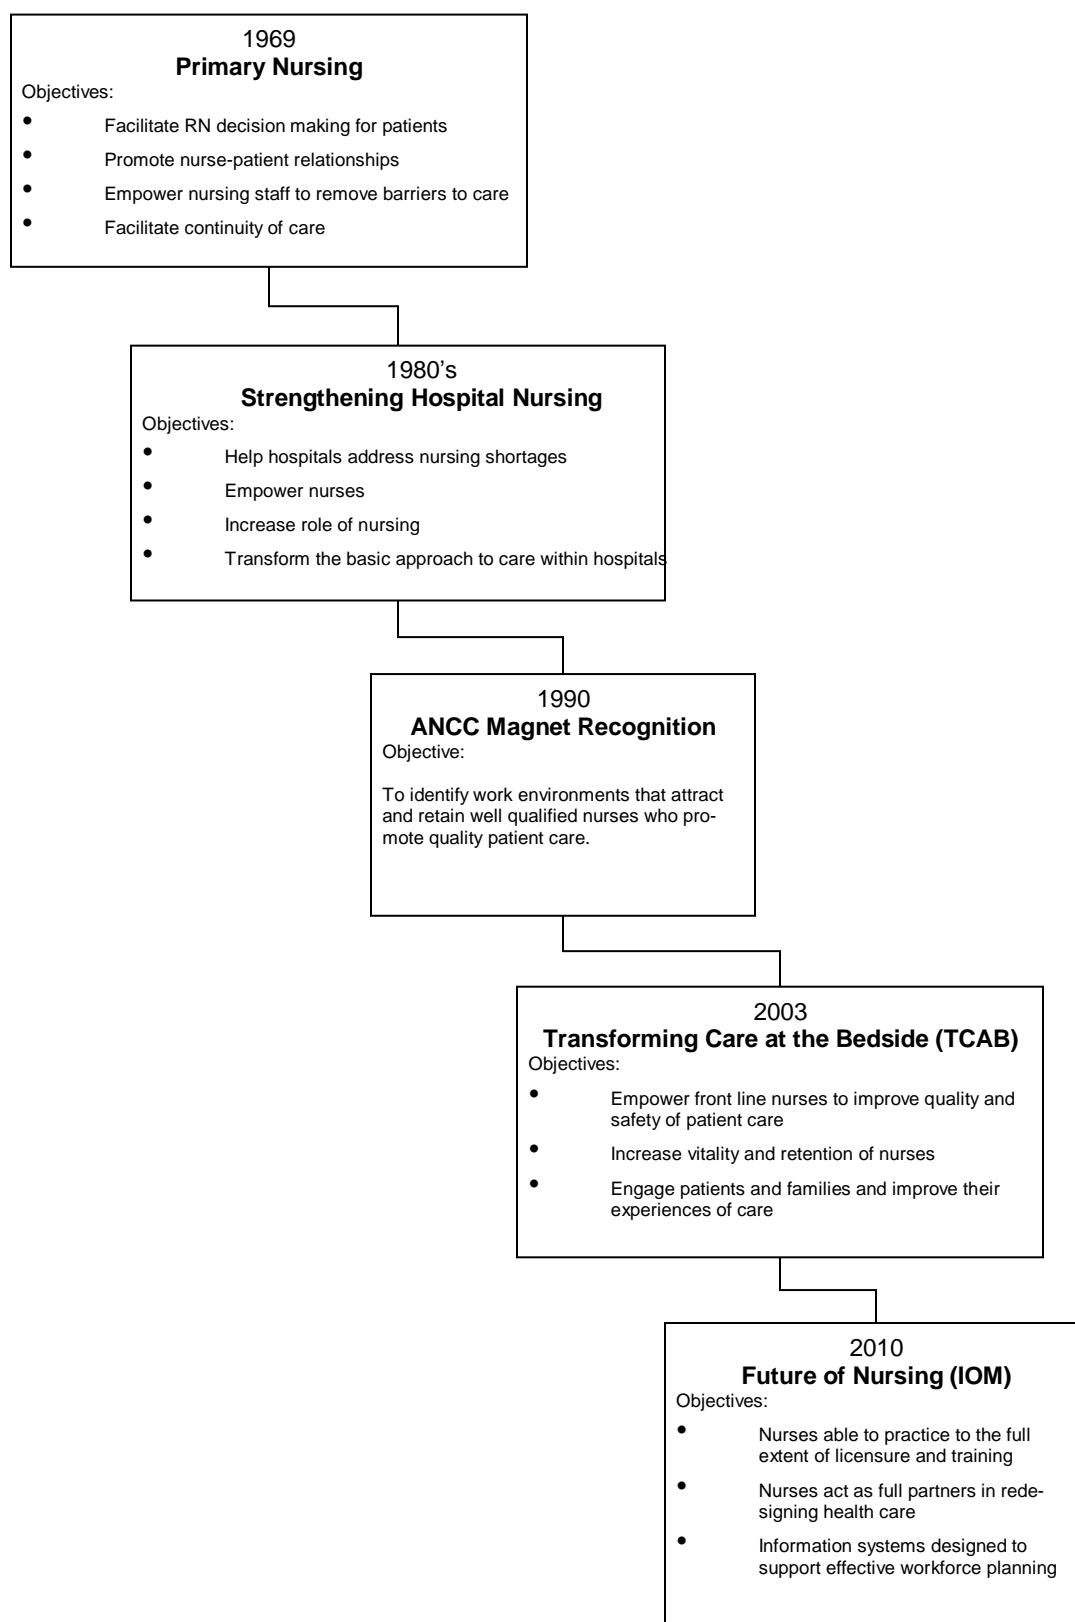 1969
Primary Nursing
Objectives:
• Facilitate RN decision making for patients
• Promote nurse-patient relationships
• Empower nursing staff to remove barriers to care
• Facilitate continuity of care
1980’s
Strengthening Hospital Nursing
Objectives:
• Help hospitals address nursing shortages
• Empower nurses
• Increase role of nursing
• Transform the basic approach to care within hospitals
1990
ANCC Magnet Recognition
Objective:
To identify work environments that attract
and retain well qualified nurses who pro-
mote quality patient care.
2003
Transforming Care at the Bedside (TCAB)
Objectives:
• Empower front line nurses to improve quality and
safety of patient care
• Increase vitality and retention of nurses
• Engage patients and families and improve their
experiences of care
2010
Future of Nursing (IOM)
Objectives:
• Nurses able to practice to the full
extent of licensure and training
• Nurses act as full partners in rede-
signing health care
• Information systems designed to
support effective workforce planning